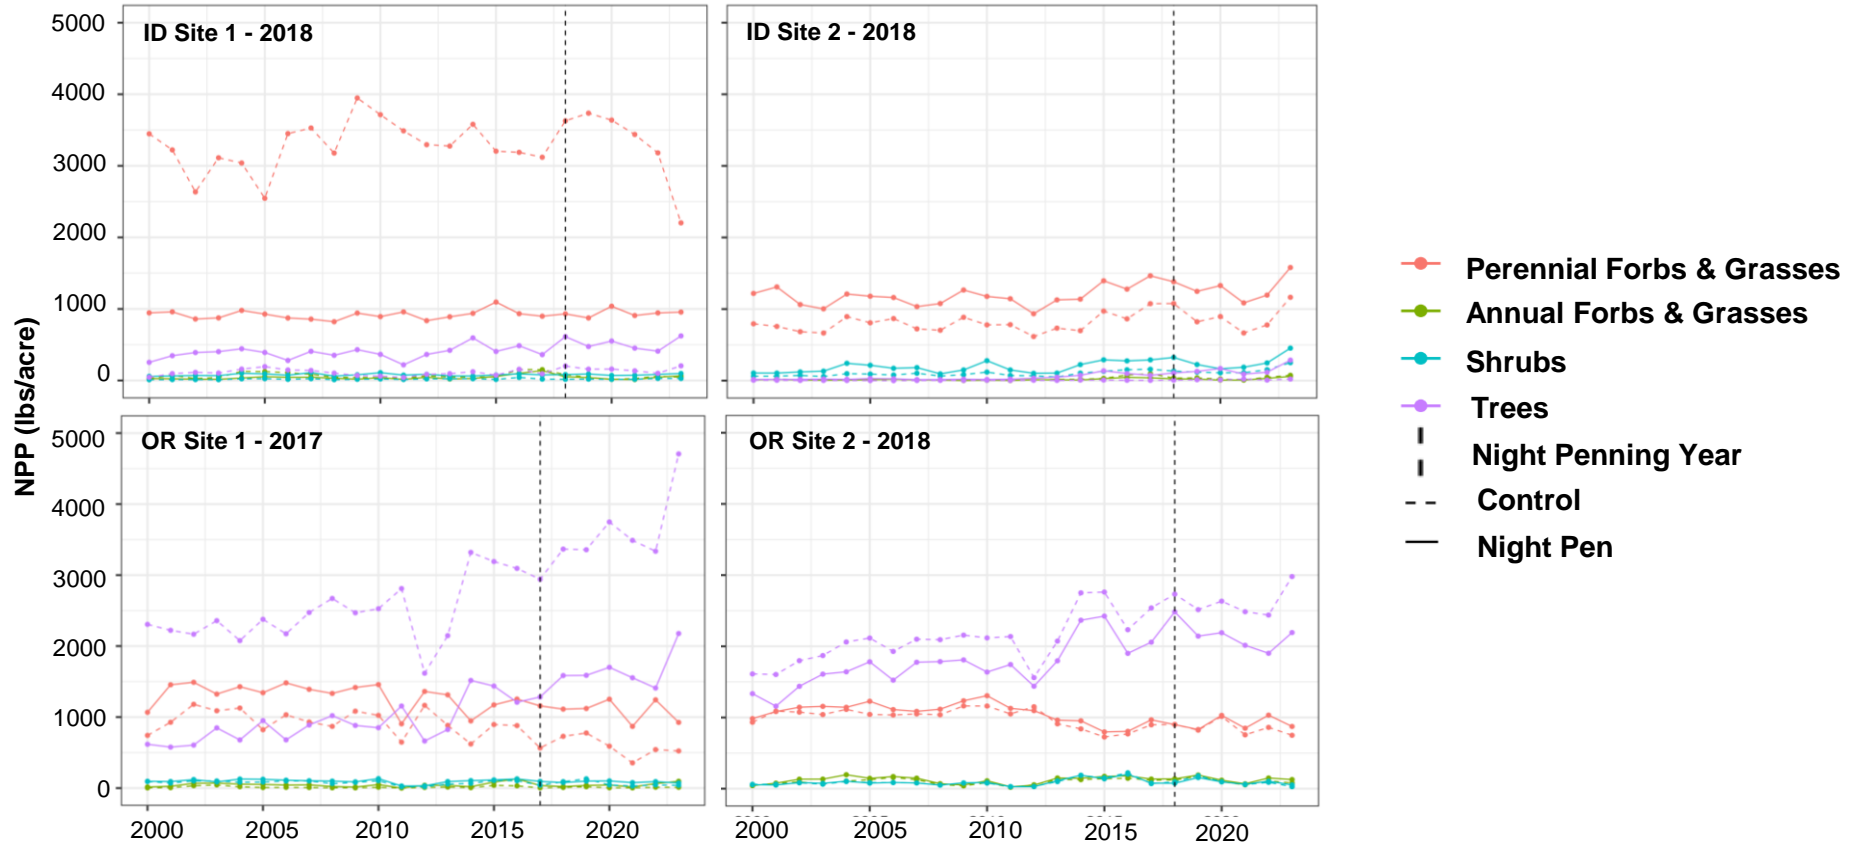 ID Site 1 - 2018
ID Site 2 - 2018
5000
4000
3000
2000
1000
0
OR Site 1 - 2017
OR Site 2 - 2018
5000
4000
3000
2000
1000
0
NPP (lbs/acre)
2000 2005 2010 2015 2020
2000 2005 2010 2015 2020
Perennial Forbs & Grasses
Annual Forbs & Grasses
Shrubs
Trees
Night Penning Year
Control
Night Pen